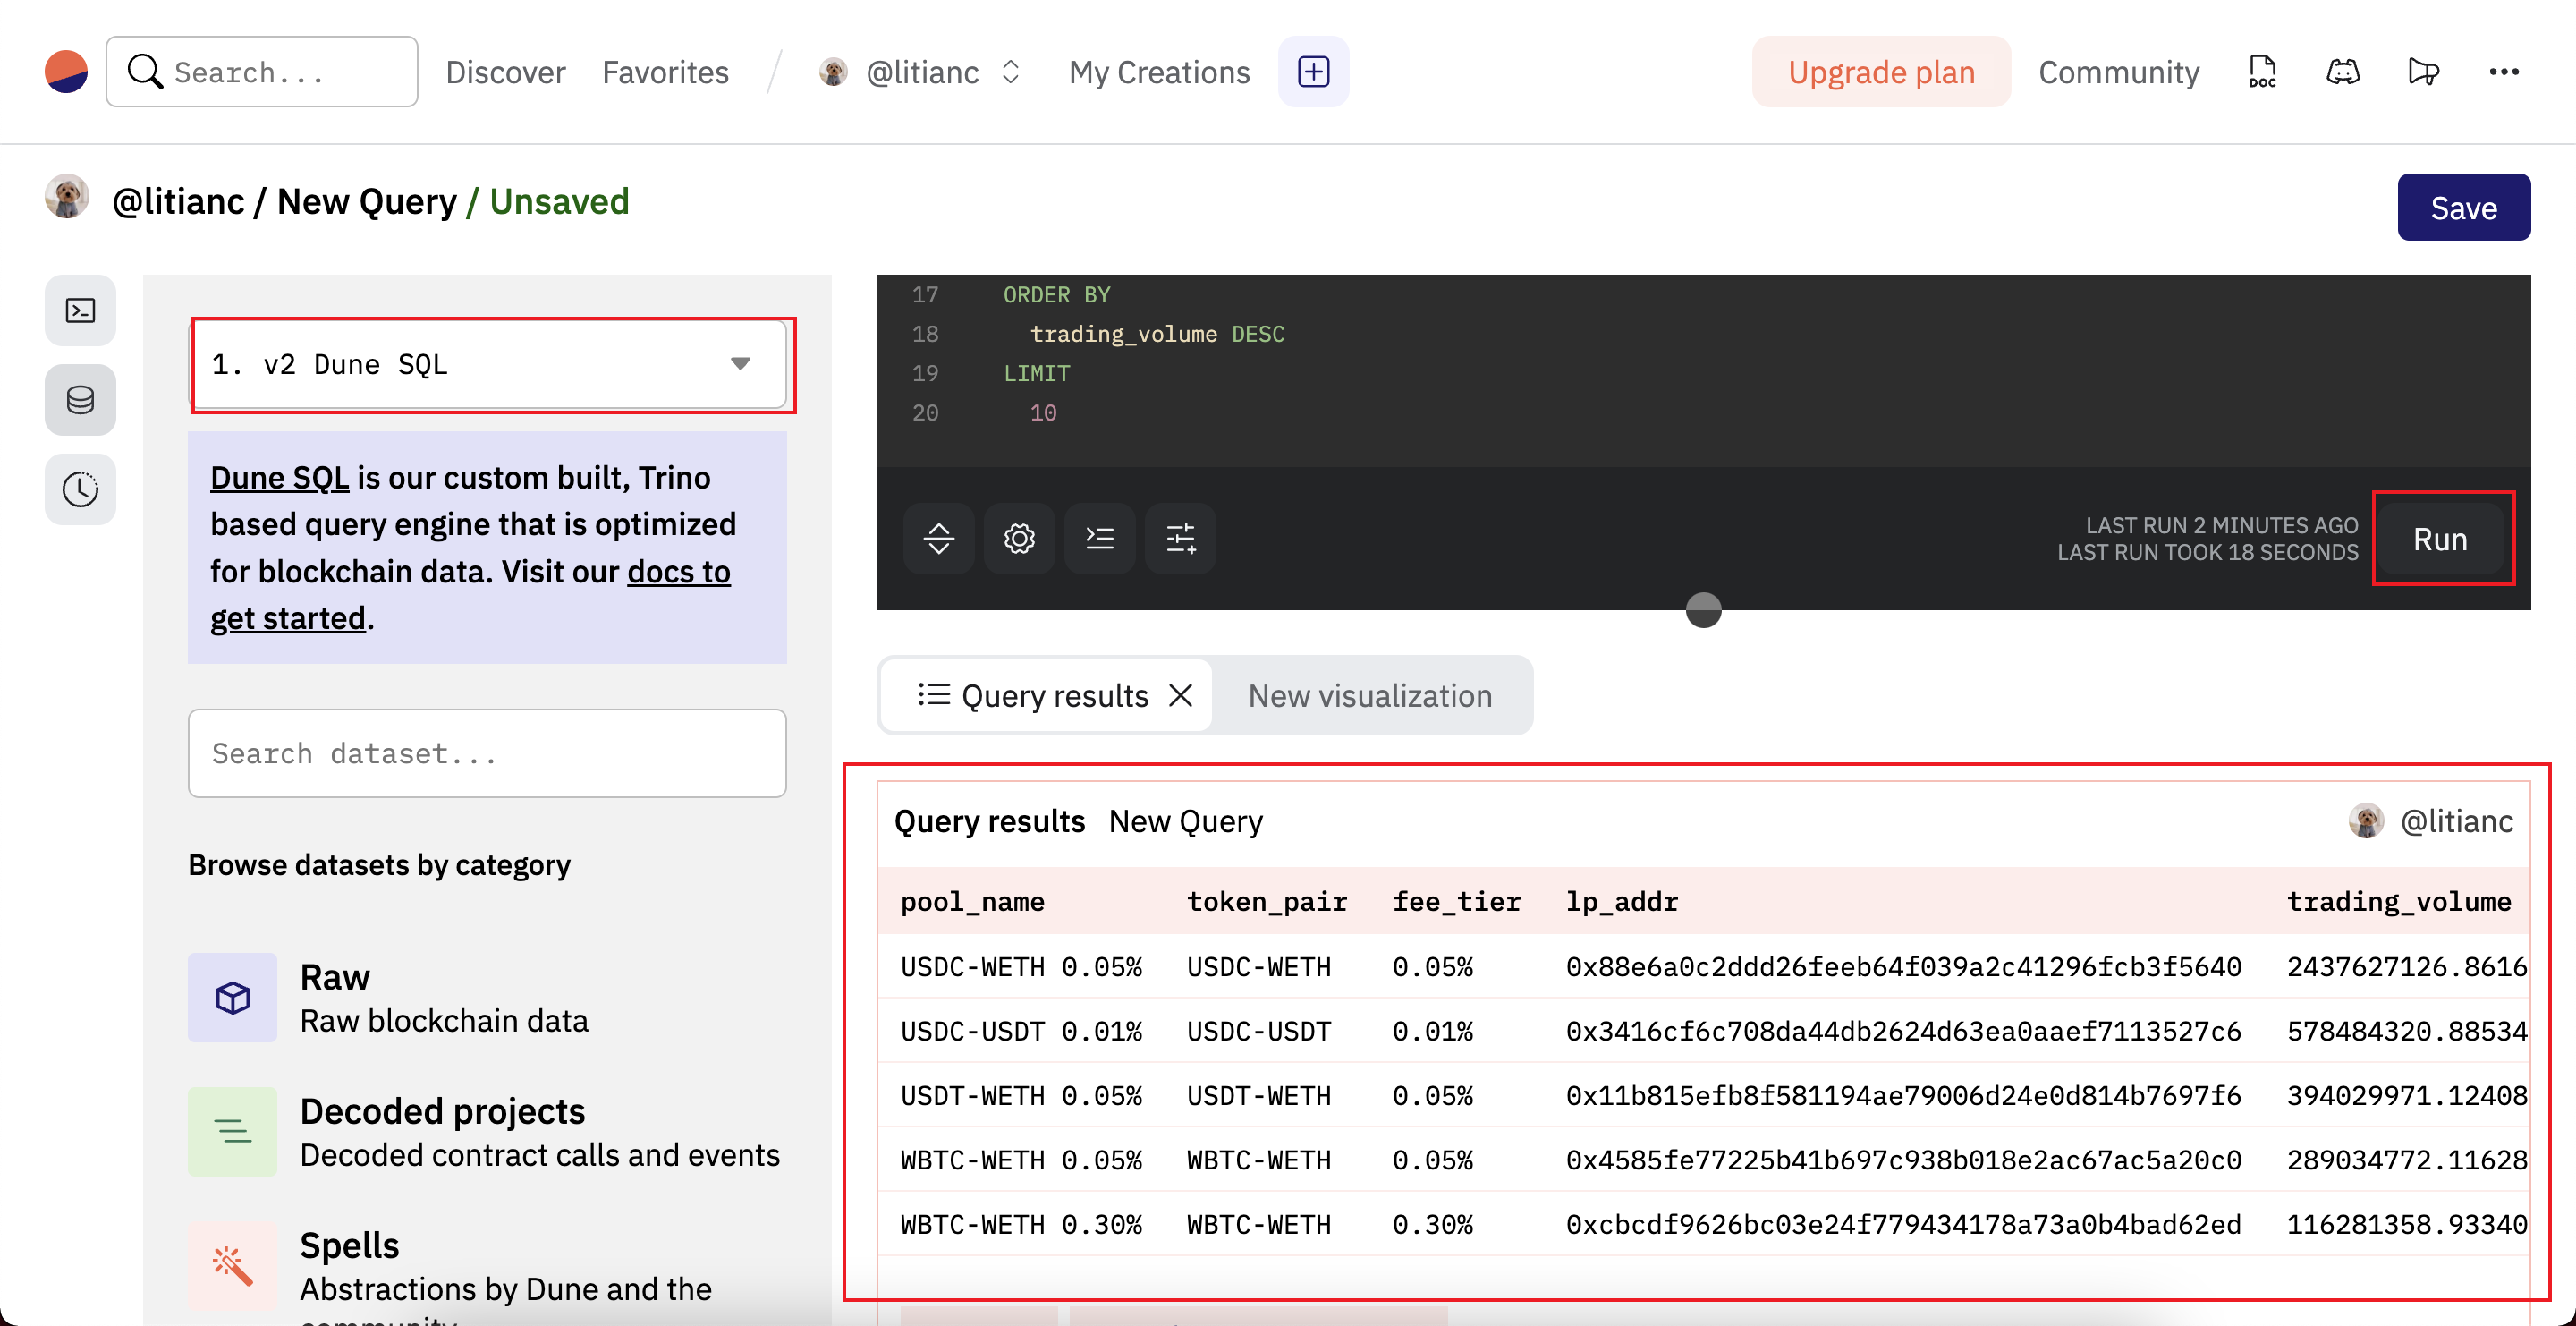 Search...
Discover
Favorites
@litianc
My Creations
Upgrade plan
Community
DOC
@litianc / New Query / Unsaved
Save
1. v2 Dune SQL
Dune SQL is our custom built, Trino
based query engine that is optimized
for blockchain data. Visit our docs to
get started.
Search dataset...
Browse datasets by category
Raw
Raw blockchain data
Decoded projects
Decoded contract calls and events
Spells
Abstractions by Dune and the
community
17 ORDER BY
18 trading_volume DESC
19 LIMIT
20 10
LAST RUN 2 MINUTES AGO
LAST RUN TOOK 18 SECONDS
Run
Query results
New visualization
Query results New Query
@litianc
pool_name token_pair fee_tier lp_addr trading_volume
USDC-WETH 0.05% USDC-WETH 0.05% 0x88e6a0c2ddd26feeb64f039a2c41296fcb3f5640 2437627126.8616
USDC-USDT 0.01% USDC-USDT 0.01% 0x3416cf6c708da44db2624d63ea0aaef7113527c6 578484320.88534
USDT-WETH 0.05% USDT-WETH 0.05% 0x11b815efb8f581194ae79006d24e0d814b7697f6 394029971.12408
WBTC-WETH 0.05% WBTC-WETH 0.05% 0x4585fe77225b41b697c938b018e2ac67ac5a20c0 289034772.11628
WBTC-WETH 0.30% WBTC-WETH 0.30% 0xcbcdf9626bc03e24f779434178a73a0b4bad62ed 116281358.93340